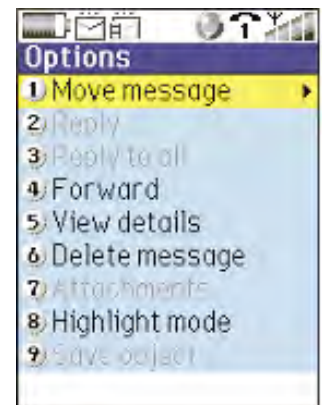 Options
1 Move message
2 Reply
3 Reply to all
4 Forward
5 View details
6 Delete message
7 Attachments
8 Highlight mode
9 Save object